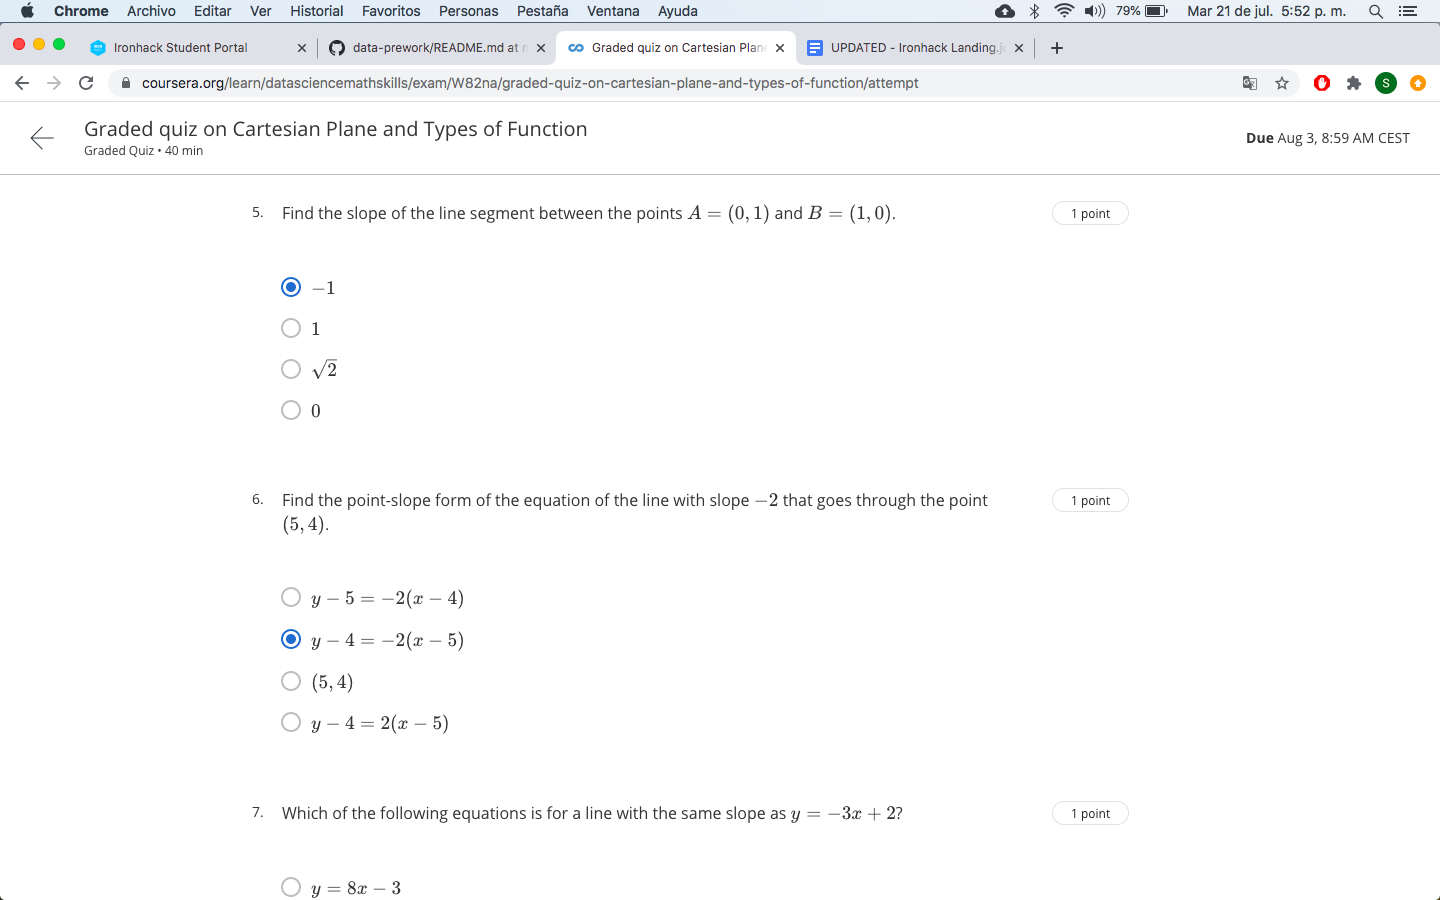 Chrome Archivo Editar Ver Historial Favoritos Personas Pestaña Ventana Ayuda 79% Mar 21 de jul. 5:52 p. m.
Ironhack Student Portal data-prework/README.md at Graded quiz on Cartesian Plan UPDATED - Ironhack Landing.j
coursera.org/learn/datasciencemathskills/exam/W82na/graded-quiz-on-cartesian-plane-and-types-of-function/attempt S
Graded quiz on Cartesian Plane and Types of Function
Graded Quiz • 40 min
Due Aug 3, 8:59 AM CEST
5. Find the slope of the line segment between the points A = (0, 1) and B = (1, 0). 1 point
−1
1
√2
0
6. Find the point-slope form of the equation of the line with slope −2 that goes through the point 1 point
(5, 4).
y − 5 = −2(x − 4)
y − 4 = −2(x − 5)
(5, 4)
y − 4 = 2(x − 5)
7. Which of the following equations is for a line with the same slope as y = −3x + 2? 1 point
y = 8x − 3